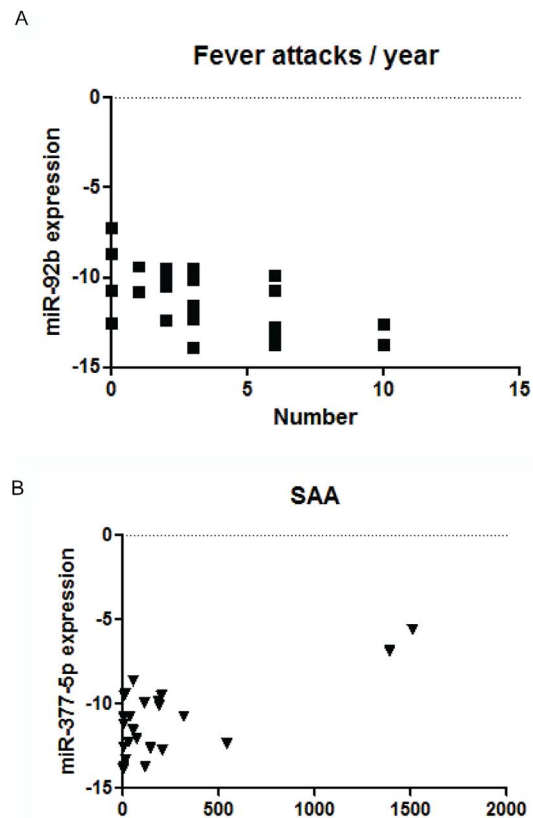 A
Fever attacks / year
miR-92b expression
0
-5
-10
-15
0 5 10 15
Number
B
SAA
miR-377-5p expression
0
-5
-10
-15
0 500 1000 1500 2000